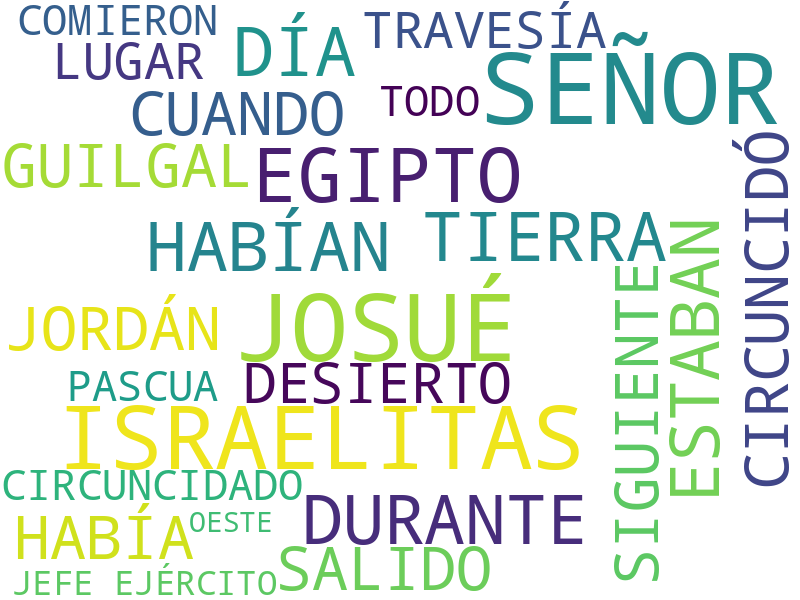 COMIERON
TRAVESÍA
LUGAR
DÍA
SEÑOR
CUANDO
TODO
GUILGAL
EGIPTO
CIRCUNCIDÓ
HABÍAN
TIERRA
ESTABAN
SIGUIENTE
JORDÁN
JOSUÉ
PASCUA
DESIERTO
ISRAELITAS
CIRCUNCIDADO
HABÍA
OESTE
DURANTE
JEFE EJÉRCITO
SALIDO